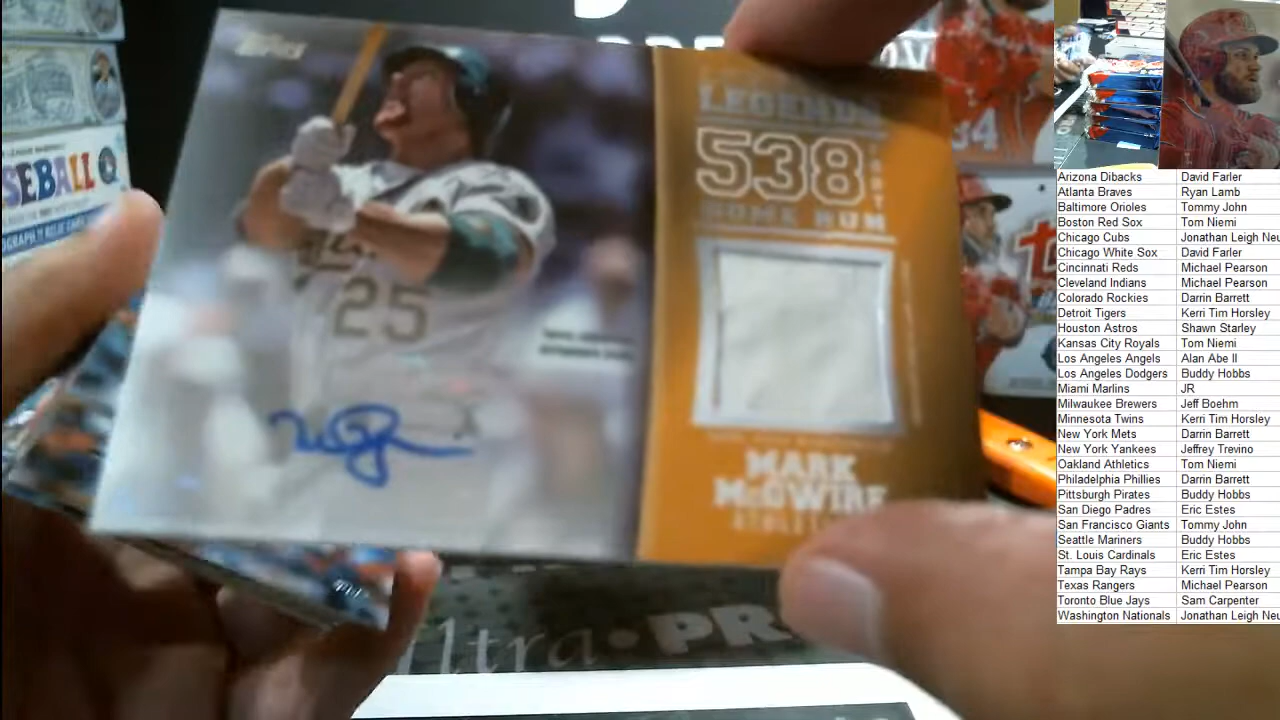 Topps
LEGENDS
538
HOME RUN
25
MARK
McGWIRE
SEBALL
34
Ultra PR
Arizona Dibacks David Farler
Atlanta Braves Ryan Lamb
Baltimore Orioles Tommy John
Boston Red Sox Tom Niemi
Chicago Cubs Jonathan Leigh Neu
Chicago White Sox David Farler
Cincinnati Reds Michael Pearson
Cleveland Indians Michael Pearson
Colorado Rockies Darrin Barrett
Detroit Tigers Kerri Tim Horsley
Houston Astros Shawn Starley
Kansas City Royals Tom Niemi
Los Angeles Angels Alan Abe II
Los Angeles Dodgers Buddy Hobbs
Miami Marlins JR
Milwaukee Brewers Jeff Boehm
Minnesota Twins Kerri Tim Horsley
New York Mets Darrin Barrett
New York Yankees Jeffrey Trevino
Oakland Athletics Tom Niemi
Philadelphia Phillies Darrin Barrett
Pittsburgh Pirates Buddy Hobbs
San Diego Padres Eric Estes
San Francisco Giants Tommy John
Seattle Mariners Buddy Hobbs
St. Louis Cardinals Eric Estes
Tampa Bay Rays Kerri Tim Horsley
Texas Rangers Michael Pearson
Toronto Blue Jays Sam Carpenter
Washington Nationals Jonathan Leigh Neu